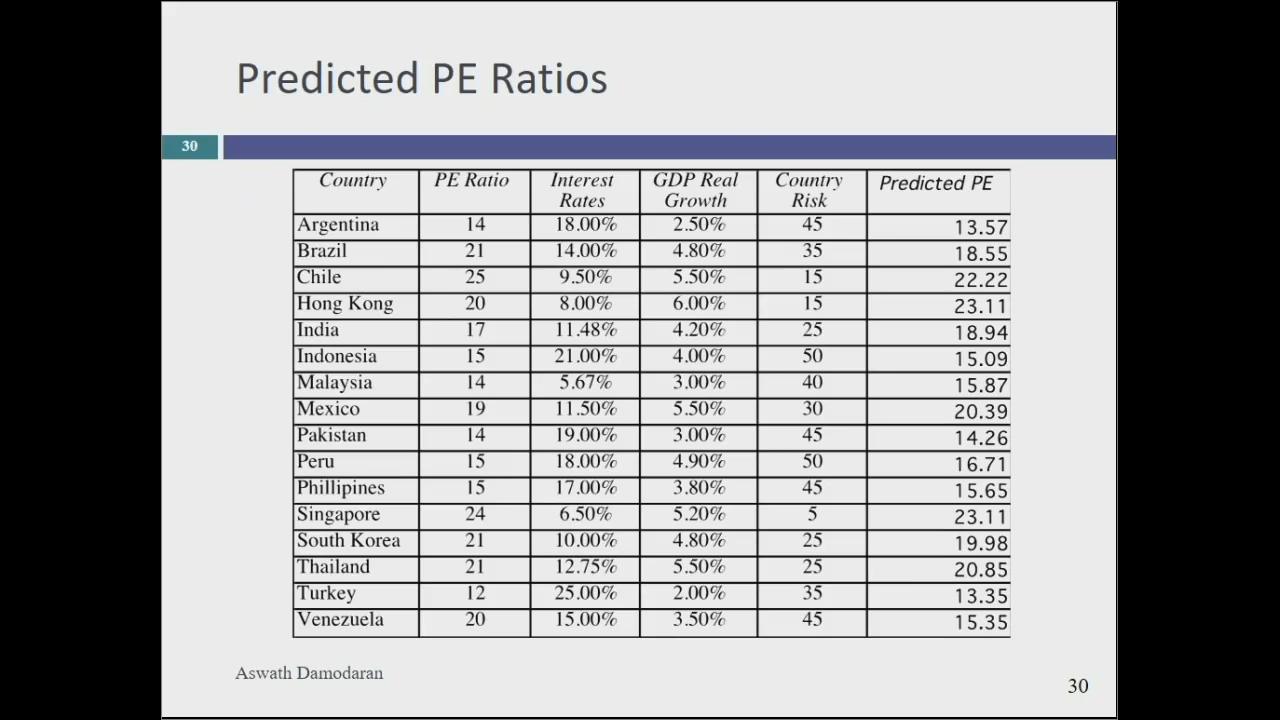 Predicted PE Ratios
30
Country PE Ratio Interest Rates GDP Real Growth Country Risk Predicted PE
Argentina 14 18.00% 2.50% 45 13.57
Brazil 21 14.00% 4.80% 35 18.55
Chile 25 9.50% 5.50% 15 22.22
Hong Kong 20 8.00% 6.00% 15 23.11
India 17 11.48% 4.20% 25 18.94
Indonesia 15 21.00% 4.00% 50 15.09
Malaysia 14 5.67% 3.00% 40 15.87
Mexico 19 11.50% 5.50% 30 20.39
Pakistan 14 19.00% 3.00% 45 14.26
Peru 15 18.00% 4.90% 50 16.71
Phillipines 15 17.00% 3.80% 45 15.65
Singapore 24 6.50% 5.20% 5 23.11
South Korea 21 10.00% 4.80% 25 19.98
Thailand 21 12.75% 5.50% 25 20.85
Turkey 12 25.00% 2.00% 35 13.35
Venezuela 20 15.00% 3.50% 45 15.35
Aswath Damodaran
30